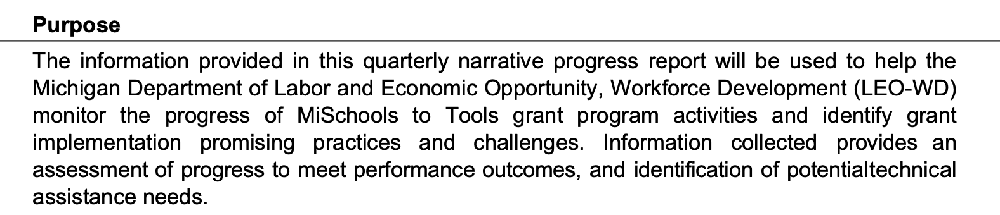 Purpose
The information provided in this quarterly narrative progress report will be used to help the
Michigan Department of Labor and Economic Opportunity, Workforce Development (LEO-WD)
monitor the progress of MiSchools to Tools grant program activities and identify grant
implementation promising practices and challenges. Information collected provides an
assessment of progress to meet performance outcomes, and identification of potentialtechnical
assistance needs.